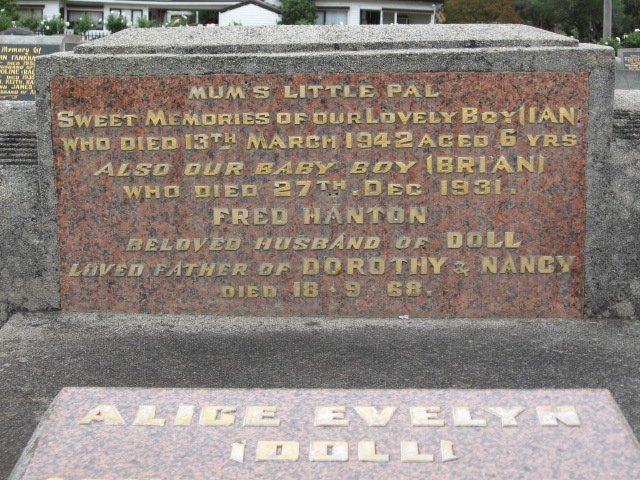 MUM'S LITTLE PAL
SWEET MEMORIES OF OUR LOVELY BOY (IAN)
WHO DIED 13TH MARCH 1942 AGED 6 YRS
ALSO OUR BABY BOY (BRIAN)
WHO DIED 27TH. DEC 1931.
FRED HANTON
BELOVED HUSBAND OF DOLL
LOVED FATHER OF DOROTHY & NANCY
DIED 18-9-68.
ALICE EVELYN
(DOLL)